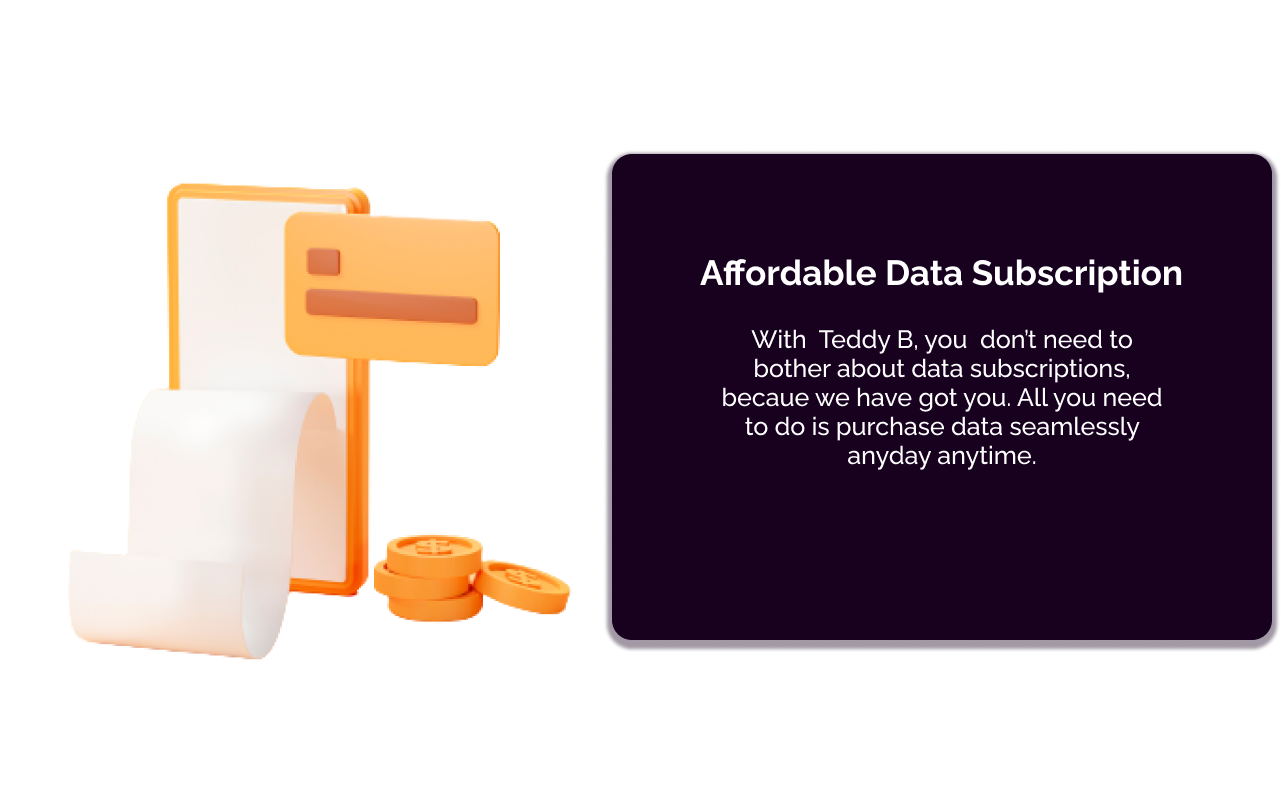 Affordable Data Subscription
With  Teddy B, you  don't need to
bother about data subscriptions,
becaue we have got you. All you need
to do is purchase data seamlessly
anyday anytime.